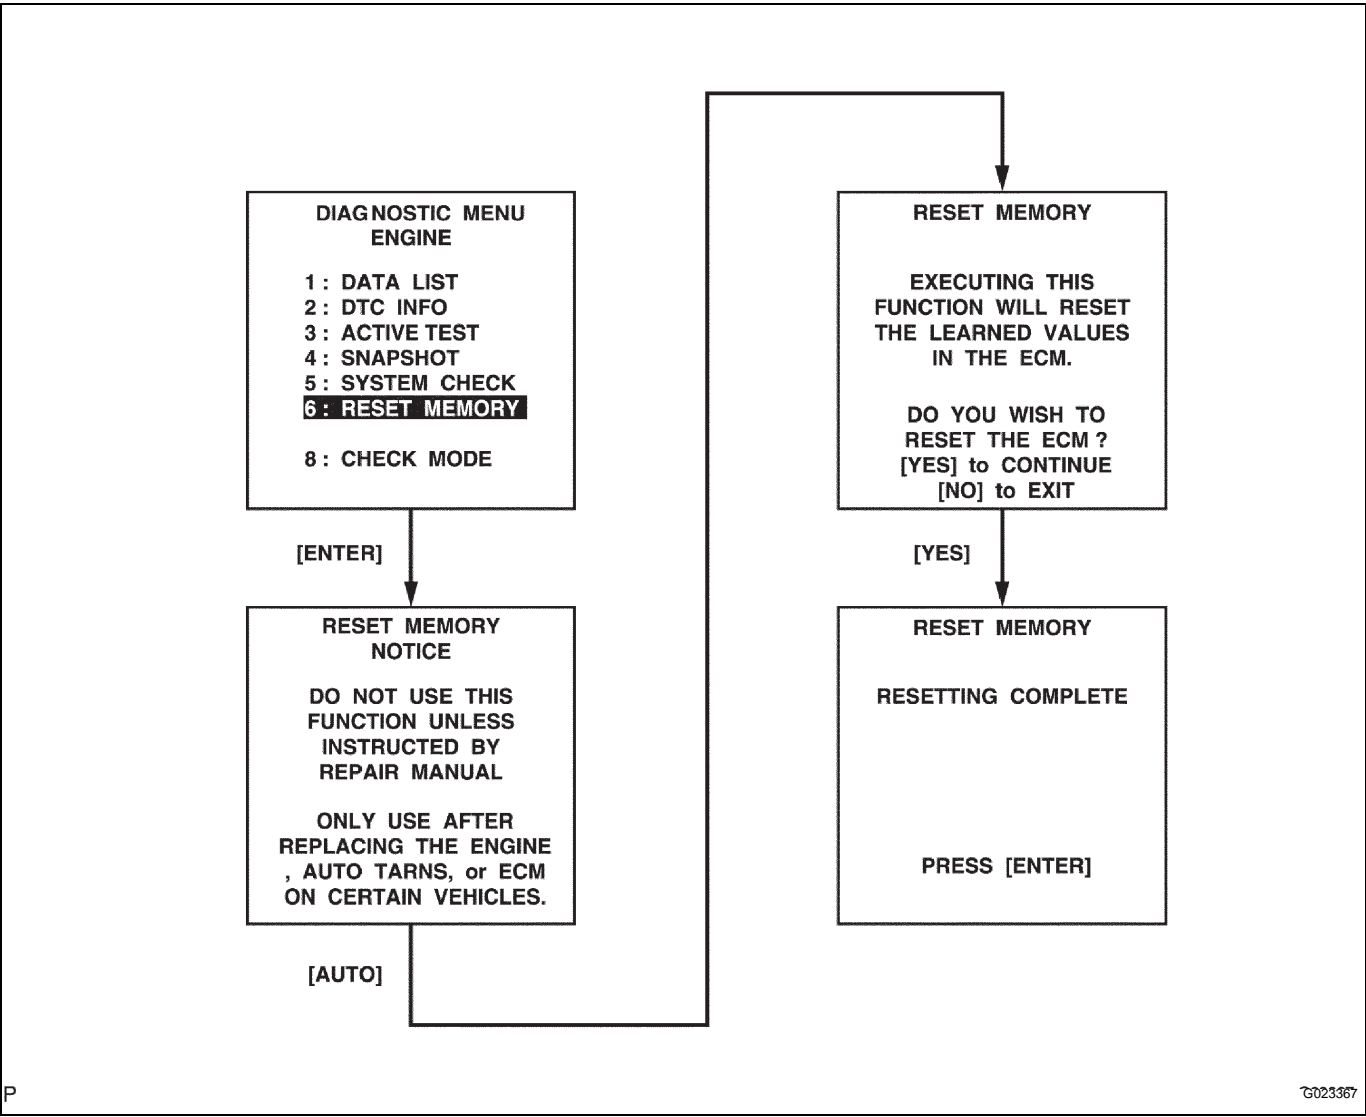 DIAGNOSTIC MENU
ENGINE
1 : DATA LIST
2 : DTC INFO
3 : ACTIVE TEST
4 : SNAPSHOT
5 : SYSTEM CHECK
6 : RESET MEMORY
8 : CHECK MODE
[ENTER]
RESET MEMORY
NOTICE
DO NOT USE THIS
FUNCTION UNLESS
INSTRUCTED BY
REPAIR MANUAL
ONLY USE AFTER
REPLACING THE ENGINE
, AUTO TARNS, or ECM
ON CERTAIN VEHICLES.
[AUTO]
RESET MEMORY
EXECUTING THIS
FUNCTION WILL RESET
THE LEARNED VALUES
IN THE ECM.
DO YOU WISH TO
RESET THE ECM ?
[YES] to CONTINUE
[NO] to EXIT
[YES]
RESET MEMORY
RESETTING COMPLETE
PRESS [ENTER]
P
G023367